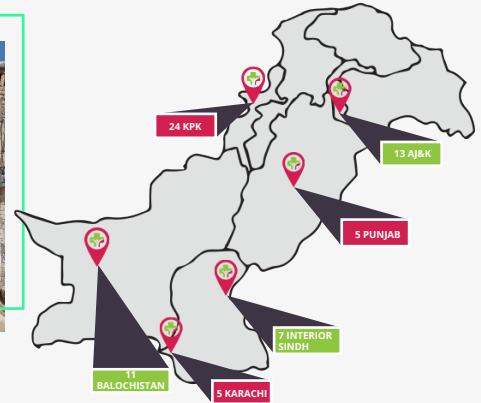 24 KPK
13 AJ&K
5 PUNJAB
7 INTERIOR
SINDH
11
BALOCHISTAN
5 KARACHI